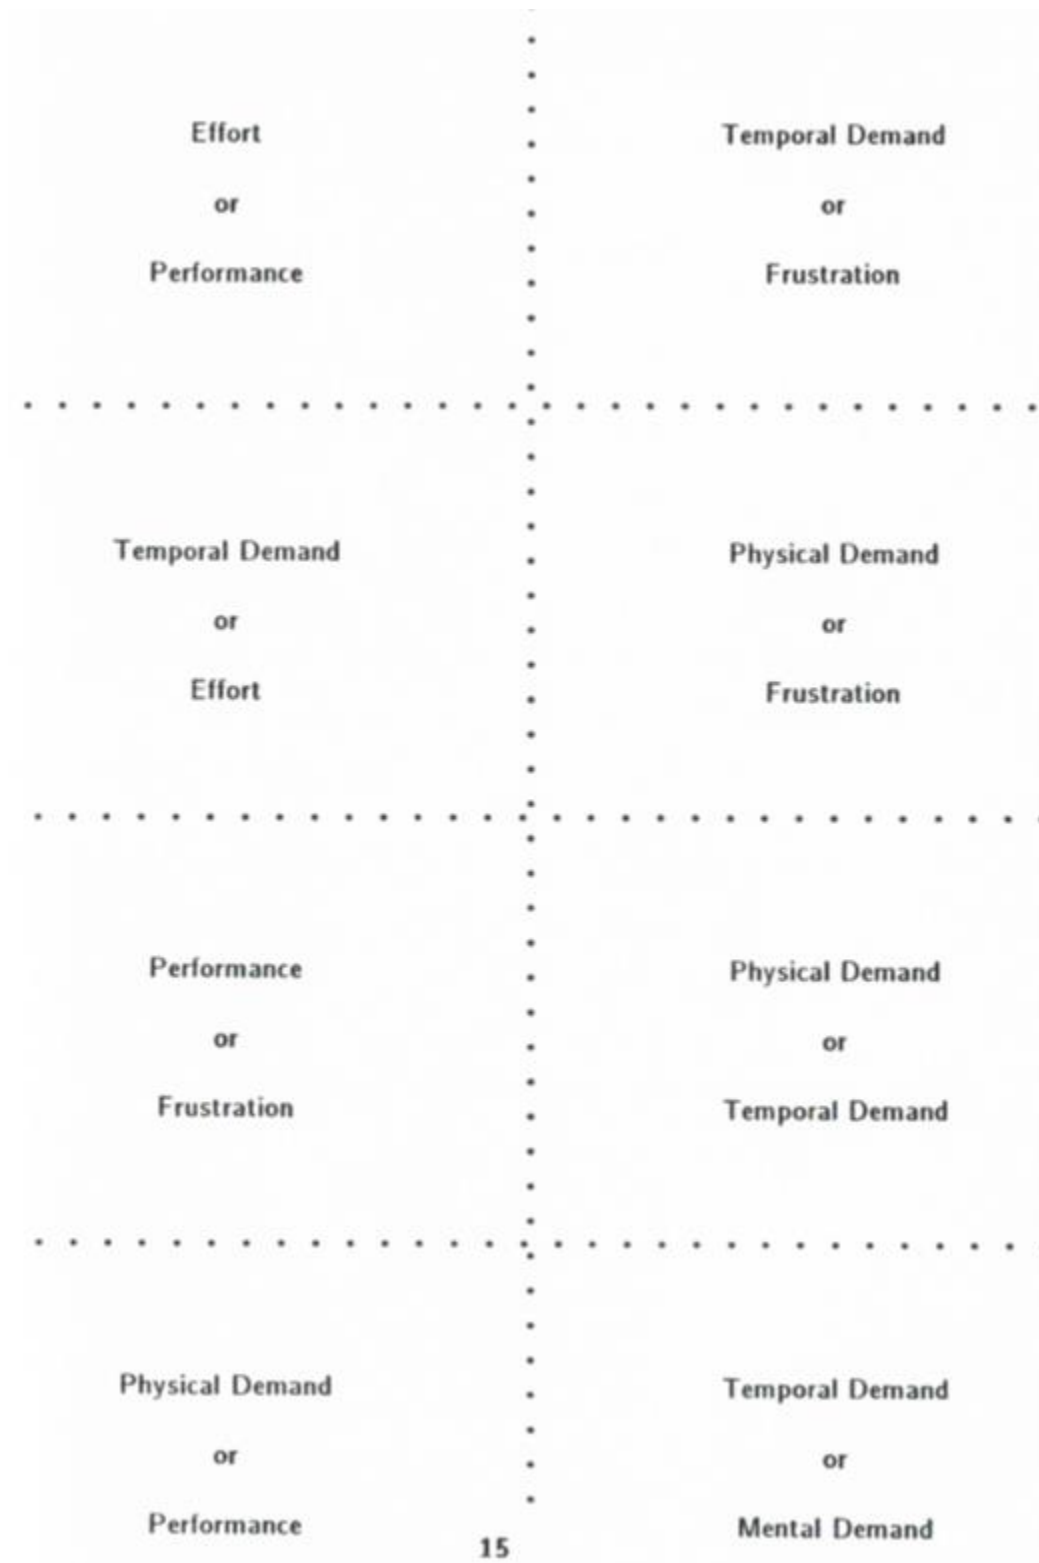 Effort
or
Performance
Temporal Demand
or
Frustration
Temporal Demand
or
Effort
Physical Demand
or
Frustration
Performance
or
Frustration
Physical Demand
or
Temporal Demand
Physical Demand
or
Performance
Temporal Demand
or
Mental Demand
15